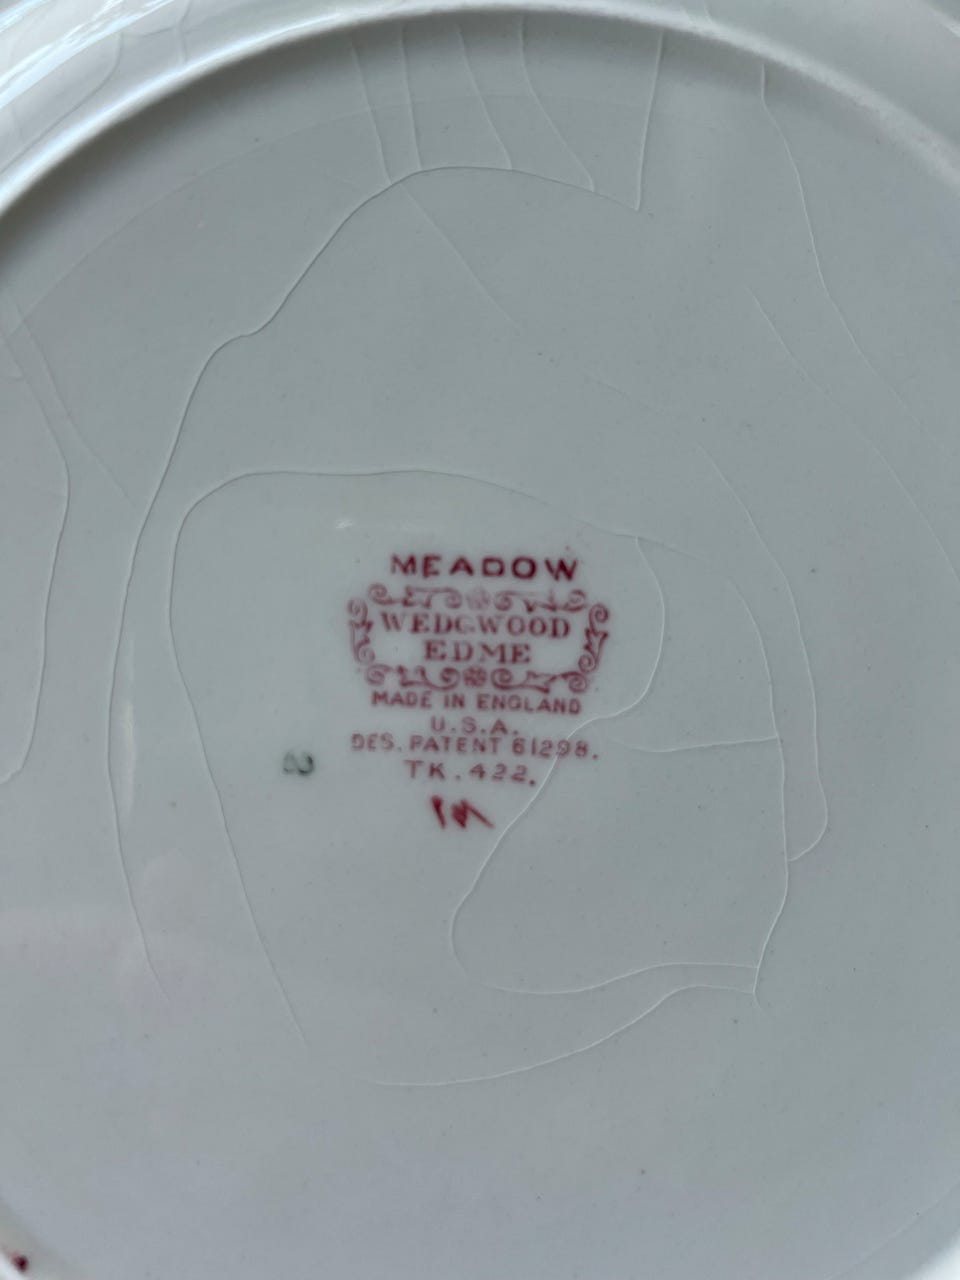 MEADOW
WEDGWOOD
EDME
MADE IN ENGLAND
U.S.A.
DES. PATENT 61298.
TK.422.